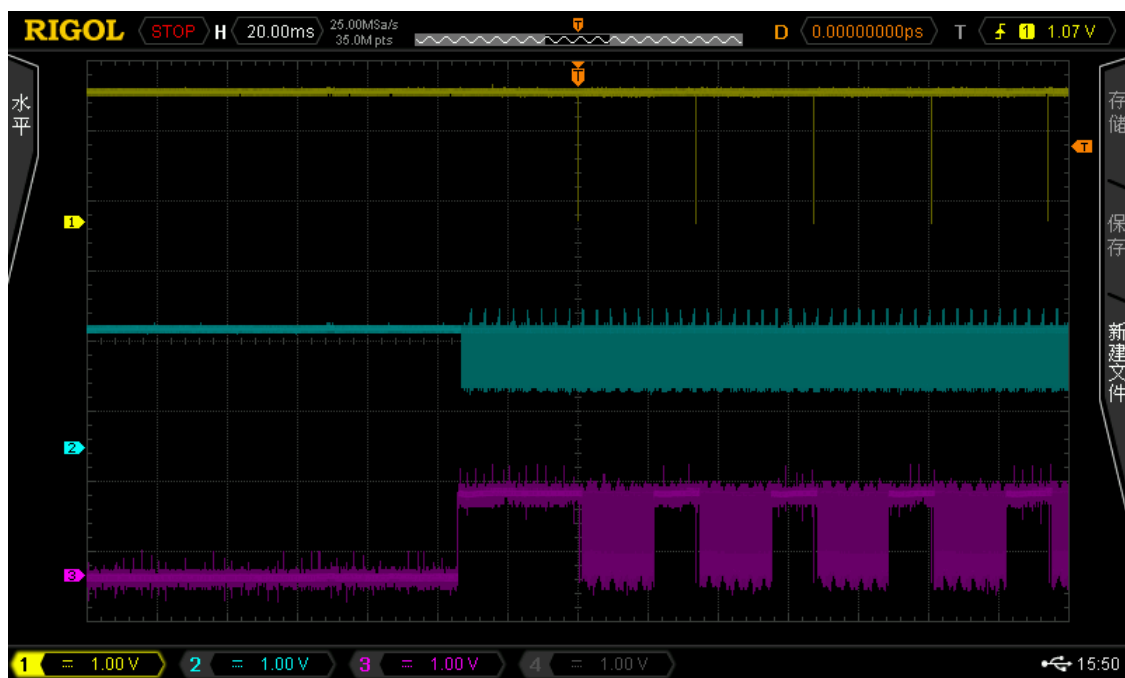 RIGOL STOP H 20.00ms 25.00MSa/s 35.0M pts T D 0.00000000ps T 1 1.07 V
水平
T
T
存储
1
保存
新建文件
2
3
1 = 1.00 V 2 = 1.00 V 3 = 1.00 V 4 = 1.00 V 15:50